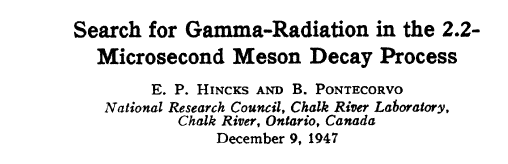 Search for Gamma-Radiation in the 2.2-
Microsecond Meson Decay Process
E. P. HINCKS AND B. PONTECORVO
National Research Council, Chalk River Laboratory,
Chalk River, Ontario, Canada
December 9, 1947